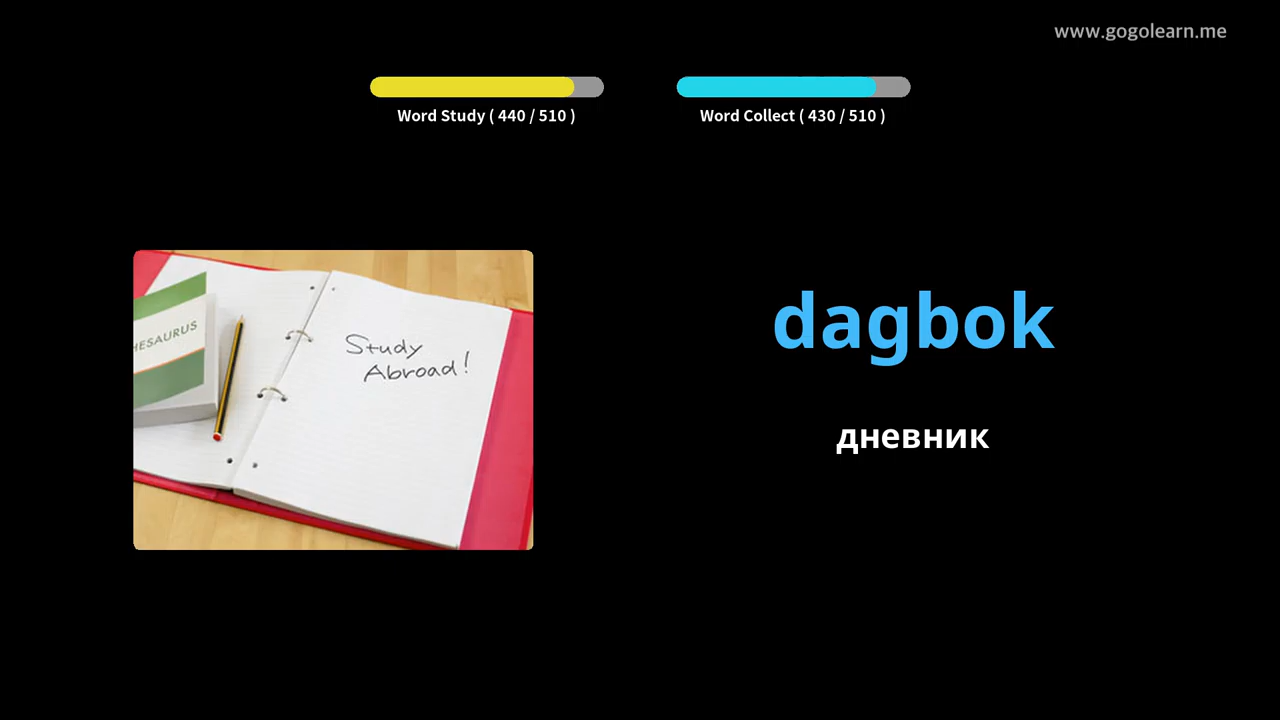 www.gogolearn.me
Word Study ( 440 / 510 )
Word Collect ( 430 / 510 )
HESAURUS
Study
Abroad!
dagbok
дневник